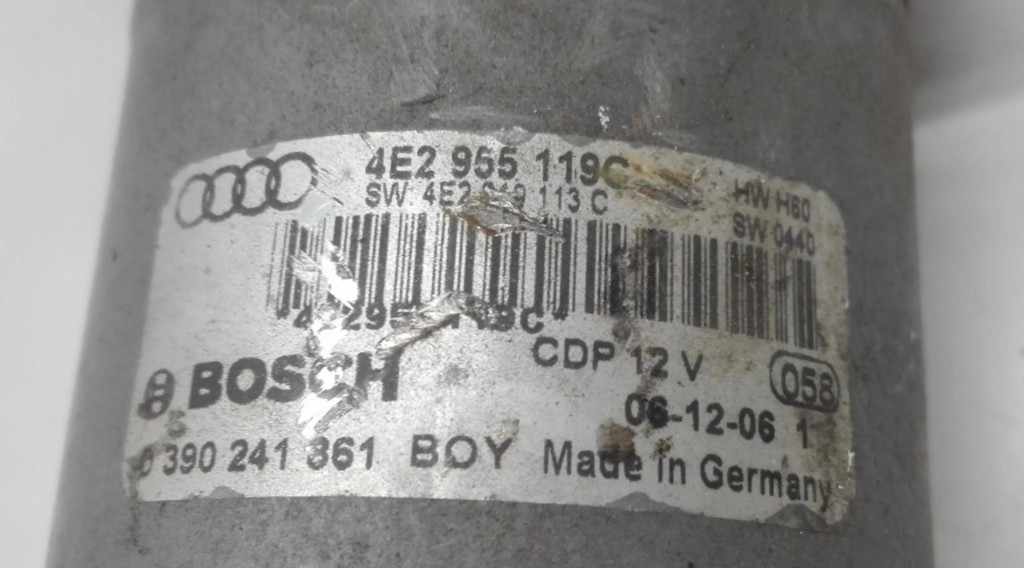 4E2 955 119C
SW. 4E2 113 C
HW H60
SW 0440
CDP 12 V
058
BOSCH
06-12-06 1
0 390 241 361 BOY Made in Germany